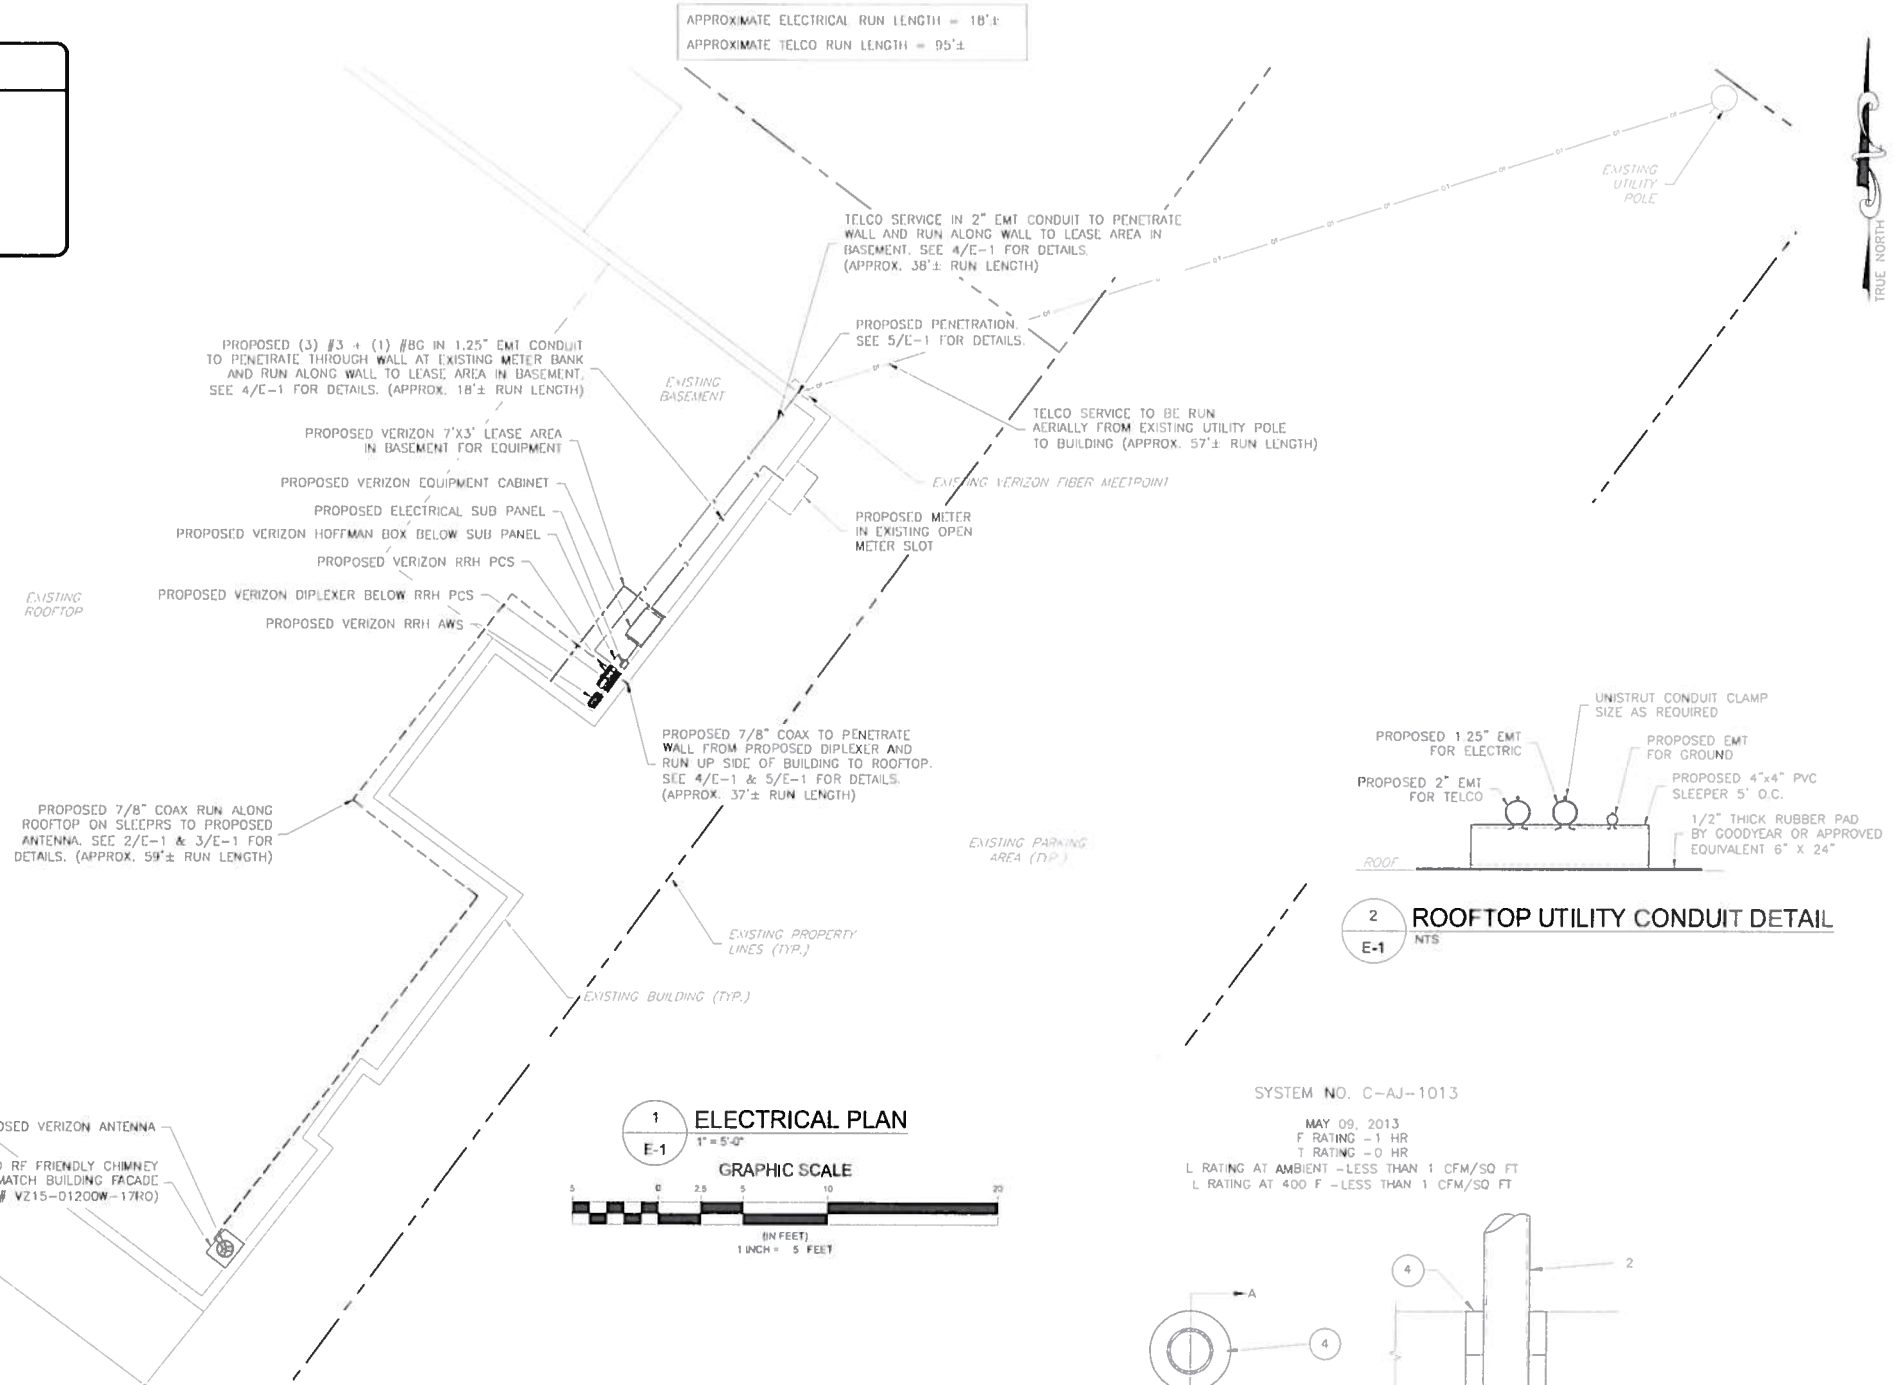 APPROXIMATE ELECTRICAL RUN LENGTH = 18'±
APPROXIMATE TELCO RUN LENGTH = 95'±
TRUE NORTH
EXISTING
UTILITY
POLE
TELCO SERVICE IN 2" EMT CONDUIT TO PENETRATE
WALL AND RUN ALONG WALL TO LEASE AREA IN
BASEMENT. SEE 4/E-1 FOR DETAILS.
(APPROX. 38'± RUN LENGTH)
PROPOSED PENETRATION.
SEE 5/E-1 FOR DETAILS.
PROPOSED (3) #3 + (1) #8G IN 1.25" EMT CONDUIT
TO PENETRATE THROUGH WALL AT EXISTING METER BANK
AND RUN ALONG WALL TO LEASE AREA IN BASEMENT.
SEE 4/E-1 FOR DETAILS. (APPROX. 18'± RUN LENGTH)
EXISTING
BASEMENT
TELCO SERVICE TO BE RUN
AERIALLY FROM EXISTING UTILITY POLE
TO BUILDING (APPROX. 57'± RUN LENGTH)
PROPOSED VERIZON 7'X3' LEASE AREA
IN BASEMENT FOR EQUIPMENT
EXISTING VERIZON FIBER MEETPOINT
PROPOSED VERIZON EQUIPMENT CABINET
PROPOSED ELECTRICAL SUB PANEL
PROPOSED VERIZON HOFFMAN BOX BELOW SUB PANEL
PROPOSED VERIZON RRH PCS
PROPOSED VERIZON DIPLEXER BELOW RRH PCS
PROPOSED VERIZON RRH AWS
PROPOSED METER
IN EXISTING OPEN
METER SLOT
EXISTING
ROOFTOP
PROPOSED 7/8" COAX TO PENETRATE
WALL FROM PROPOSED DIPLEXER AND
RUN UP SIDE OF BUILDING TO ROOFTOP.
SEE 4/E-1 & 5/E-1 FOR DETAILS.
(APPROX. 37'± RUN LENGTH)
PROPOSED 7/8" COAX RUN ALONG
ROOFTOP ON SLEEPRS TO PROPOSED
ANTENNA. SEE 2/E-1 & 3/E-1 FOR
DETAILS. (APPROX. 59'± RUN LENGTH)
EXISTING PARKING
AREA (TYP.)
EXISTING PROPERTY
LINES (TYP.)
EXISTING BUILDING (TYP.)
UNISTRUT CONDUIT CLAMP
SIZE AS REQUIRED
PROPOSED 1.25" EMT
FOR ELECTRIC
PROPOSED EMT
FOR GROUND
PROPOSED 2" EMT
FOR TELCO
PROPOSED 4"x4" PVC
SLEEPER 5' O.C.
1/2" THICK RUBBER PAD
BY GOODYEAR OR APPROVED
EQUIVALENT 6" X 24"
ROOF
2
E-1
ROOFTOP UTILITY CONDUIT DETAIL
NTS
1
E-1
ELECTRICAL PLAN
1" = 5'-0"
GRAPHIC SCALE
5 0 2.5 5 10 20
(IN FEET)
1 INCH = 5 FEET
OSED VERIZON ANTENNA
RF FRIENDLY CHIMNEY
MATCH BUILDING FACADE
# VZ15-01200W-17R0)
SYSTEM NO. C-AJ-1013
MAY 09, 2013
F RATING -1 HR
T RATING -0 HR
L RATING AT AMBIENT -LESS THAN 1 CFM/SQ FT
L RATING AT 400 F -LESS THAN 1 CFM/SQ FT
4
2
A
4